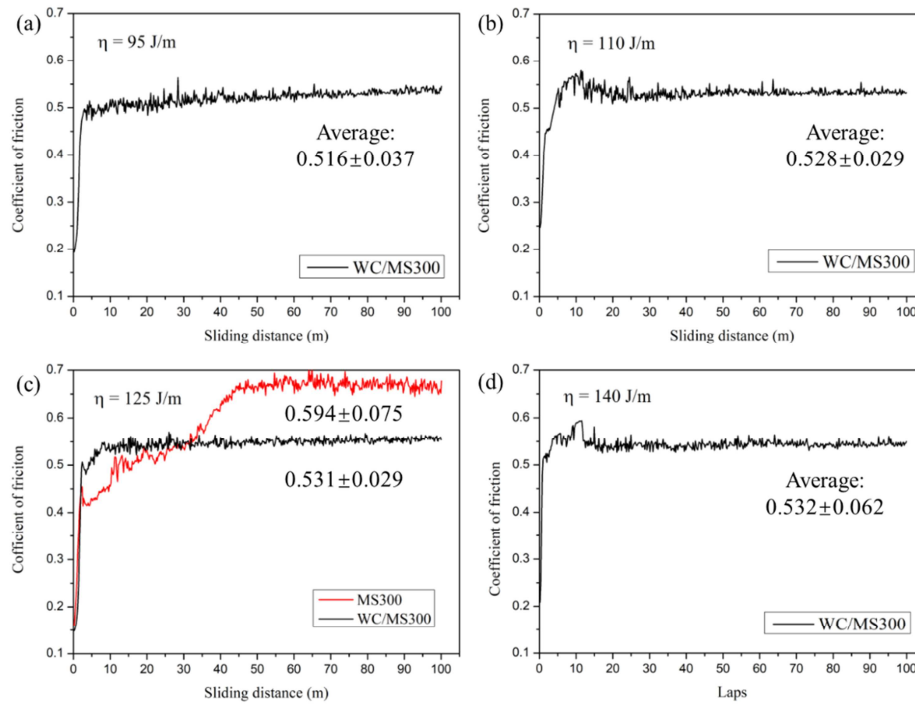 (a)
η = 95 J/m
Average:
0.516±0.037
WC/MS300
Coefficient of friction
0.7
0.6
0.5
0.4
0.3
0.2
0.1
0 10 20 30 40 50 60 70 80 90 100
Sliding distance (m)
(b)
η = 110 J/m
Average:
0.528±0.029
WC/MS300
Coefficient of friction
0.7
0.6
0.5
0.4
0.3
0.2
0.1
0 10 20 30 40 50 60 70 80 90 100
Sliding distance (m)
(c)
η = 125 J/m
0.594±0.075
0.531±0.029
MS300
WC/MS300
Cofficient of friciton
0.7
0.6
0.5
0.4
0.3
0.2
0.1
0 10 20 30 40 50 60 70 80 90 100
Sliding distance (m)
(d)
η = 140 J/m
Average:
0.532±0.062
WC/MS300
Coefficient of friction
0.7
0.6
0.5
0.4
0.3
0.2
0.1
0 10 20 30 40 50 60 70 80 90 100
Laps